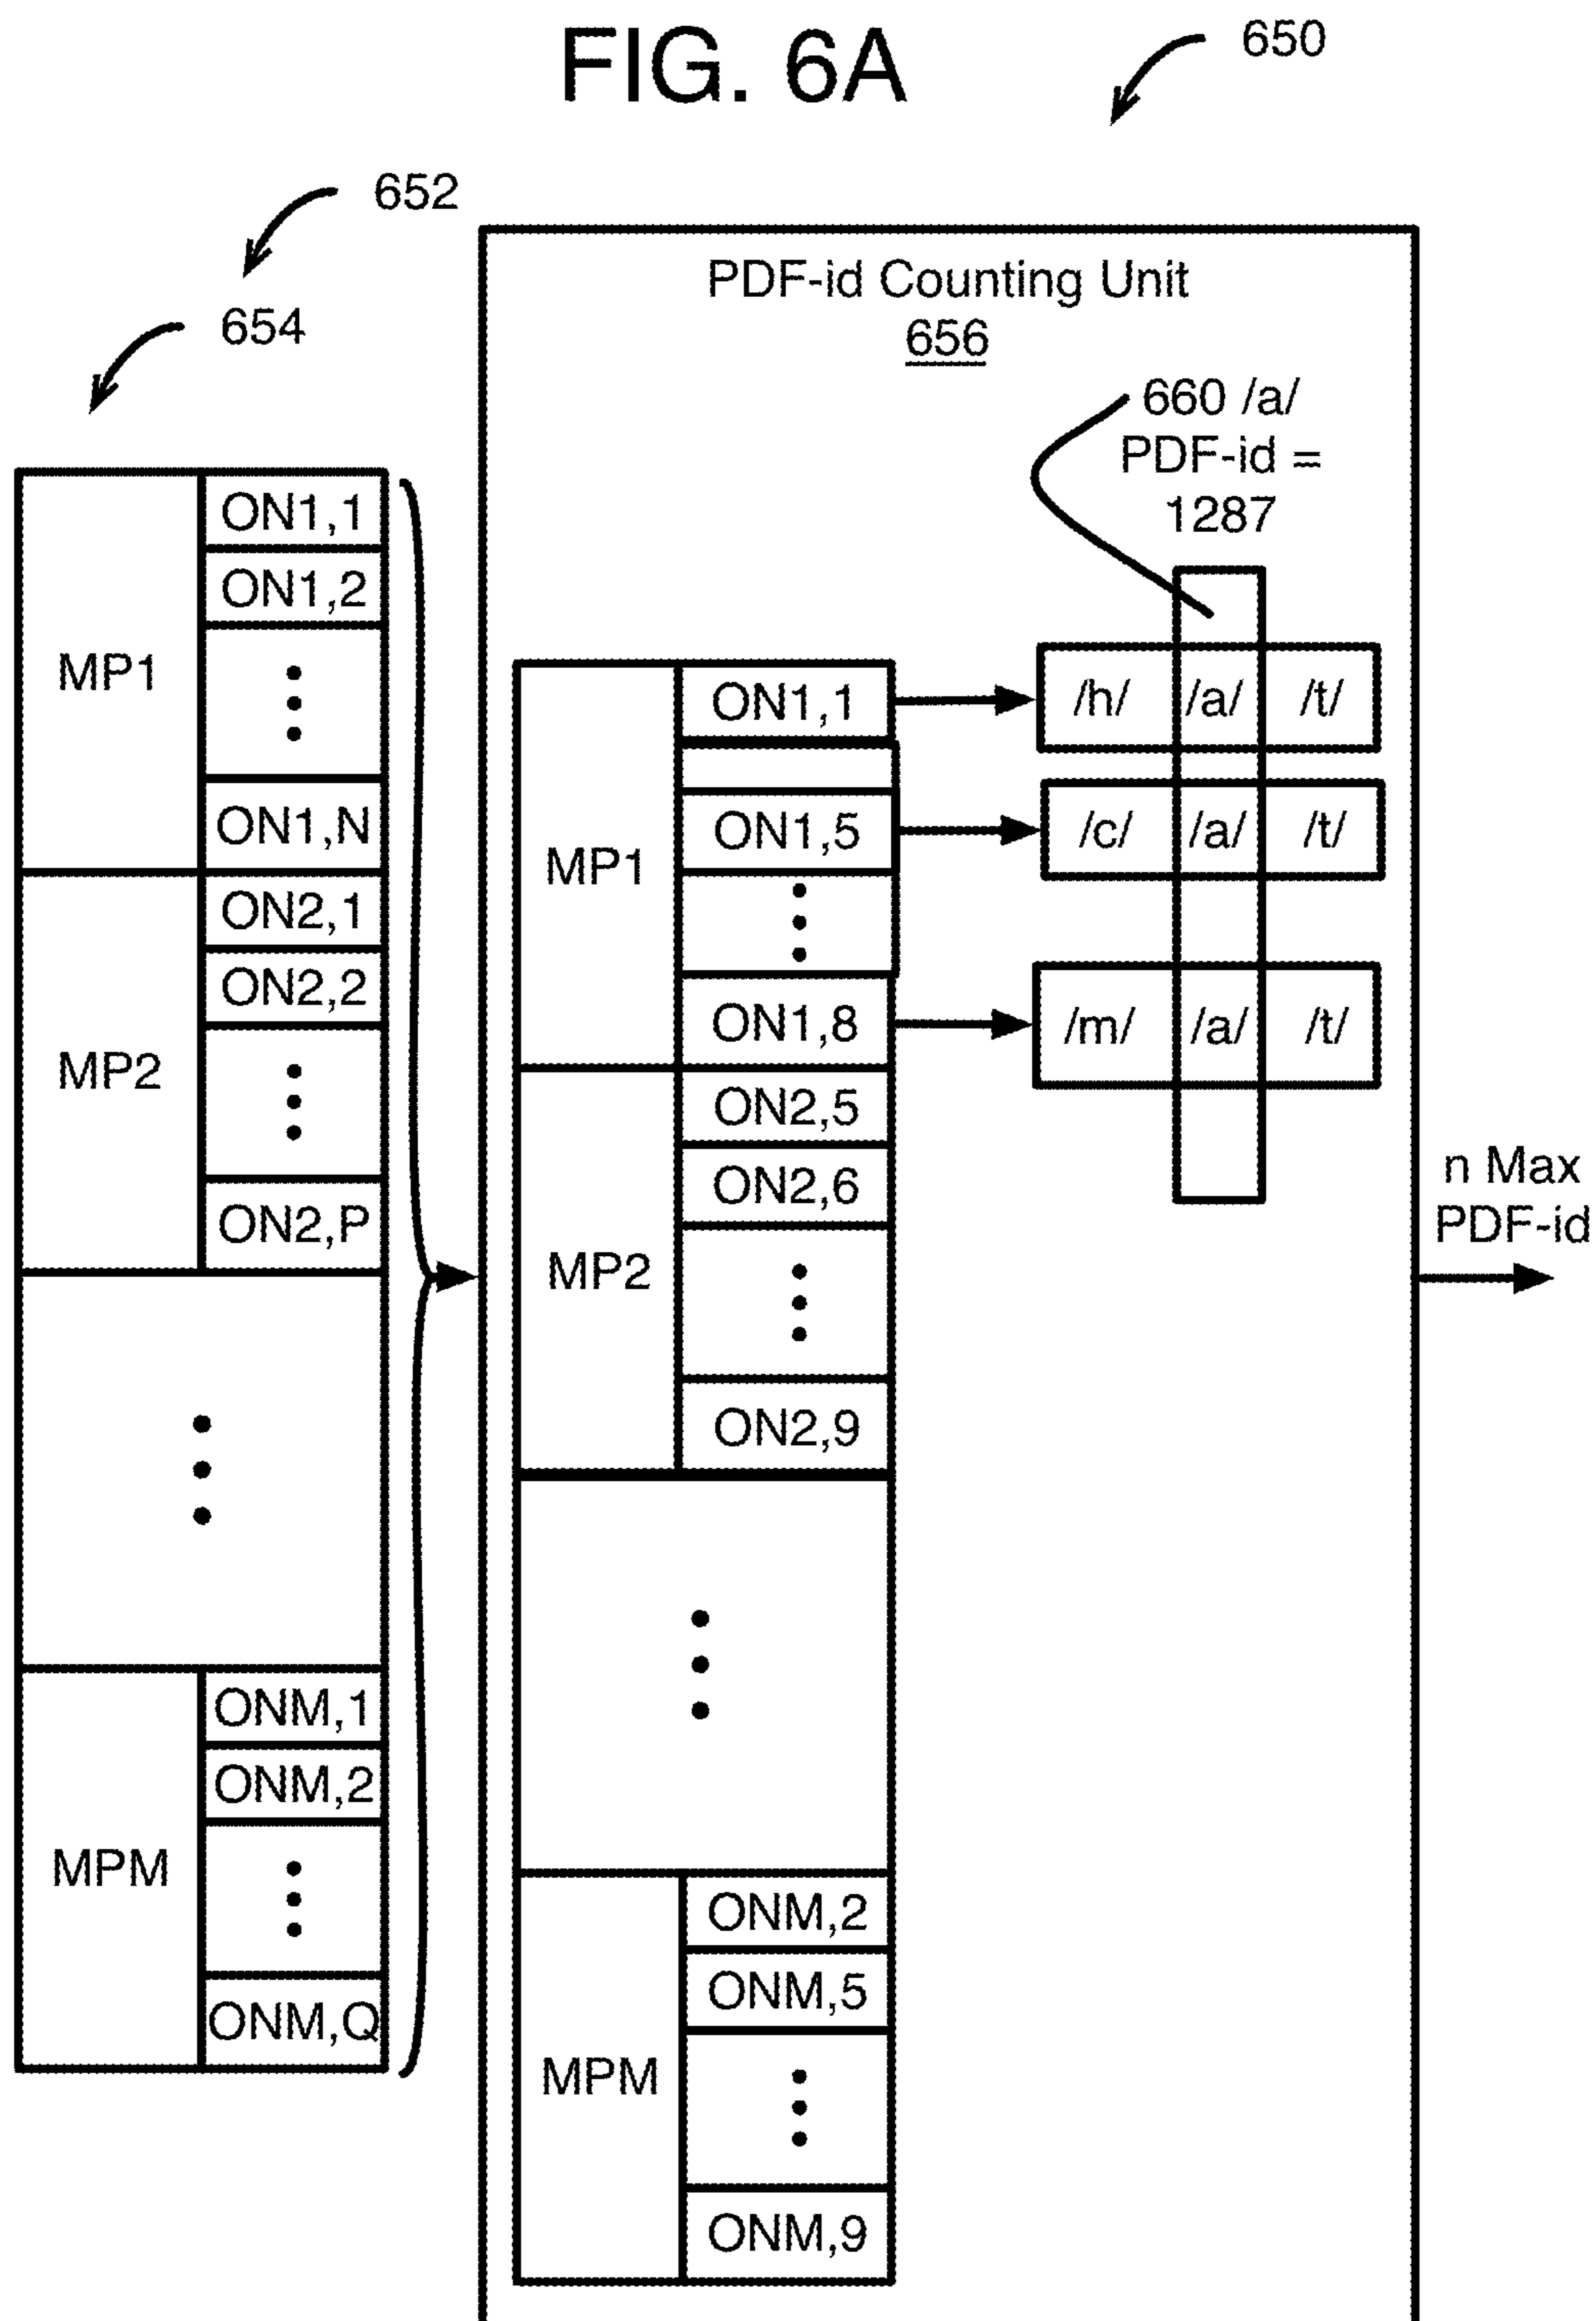 FIG. 6A
650
652
654
PDF-id Counting Unit
656
660 /a/
PDF-id =
1287
MP1
ON1,1
ON1,2
ON1,N
MP2
ON2,1
ON2,2
ON2,P
MPM
ONM,1
ONM,2
ONM,Q
MP1
ON1,1
/h/ /a/ /t/
ON1,5
/c/ /a/ /t/
ON1,8
/m/ /a/ /t/
MP2
ON2,5
ON2,6
ON2,9
MPM
ONM,2
ONM,5
ONM,9
n Max
PDF-id